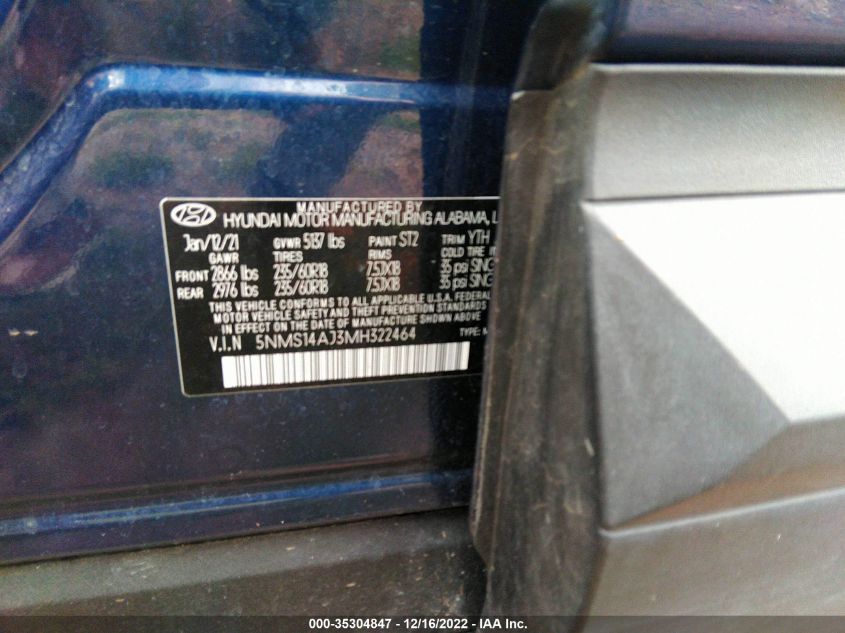 MANUFACTURED BY
HYUNDAI MOTOR MANUFACTURING ALABAMA, L
Jan/12/21 GVWR 5137 lbs PAINT ST2 TRIM YTH
GAWR TIRES RIMS COLD TIRE
FRONT 2866 lbs 235/60R18 7.5JX18 35 psi SNG
REAR 2976 lbs 235/60R18 7.5JX18 35 psi SNG
THIS VEHICLE CONFORMS TO ALL APPLICABLE U.S.A. FEDERAL
MOTOR VEHICLE SAFETY AND THEFT PREVENTION STANDARDS
IN EFFECT ON THE DATE OF MANUFACTURE SHOWN ABOVE
V.I.N 5NMS14AJ3MH322464 TYPE: M
000-35304847 - 12/16/2022 - IAA Inc.